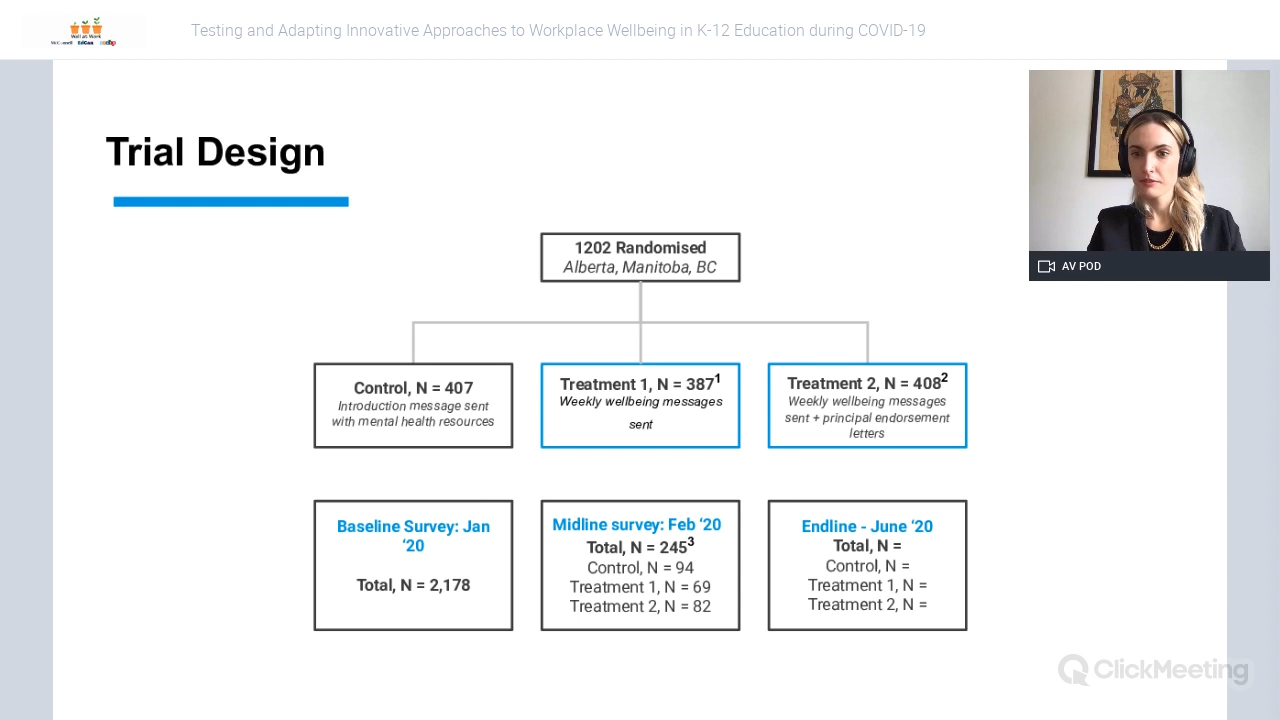 Testing and Adapting Innovative Approaches to Workplace Wellbeing in K-12 Education during COVID-19
Well at Work
EdCan
AV POD
Trial Design
1202 Randomised
Alberta, Manitoba, BC
Control, N = 407
Introduction message sent
with mental health resources
Treatment 1, N = 387¹
Weekly wellbeing messages
sent
Treatment 2, N = 408²
Weekly wellbeing messages
sent + principal endorsement
letters
Baseline Survey: Jan
‘20
Total, N = 2,178
Midline survey: Feb ‘20
Total, N = 245³
Control, N = 94
Treatment 1, N = 69
Treatment 2, N = 82
Endline - June ‘20
Total, N =
Control, N =
Treatment 1, N =
Treatment 2, N =
ClickMeeting